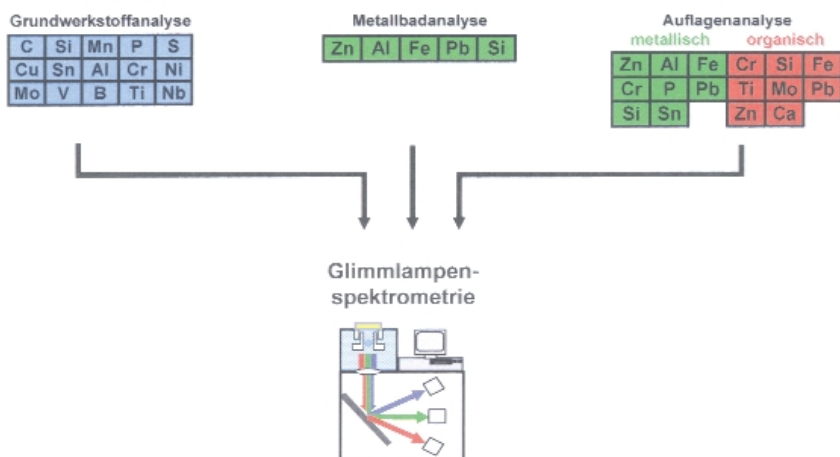 Grundwerkstoffanalyse
C Si Mn P S
Cu Sn Al Cr Ni
Mo V B Ti Nb
Metallbadanalyse
Zn Al Fe Pb Si
Auflagenanalyse
metallisch organisch
Zn Al Fe Cr Si Fe
Cr P Pb Ti Mo Pb
Si Sn Zn Ca
Glimmlampen-
spektrometrie